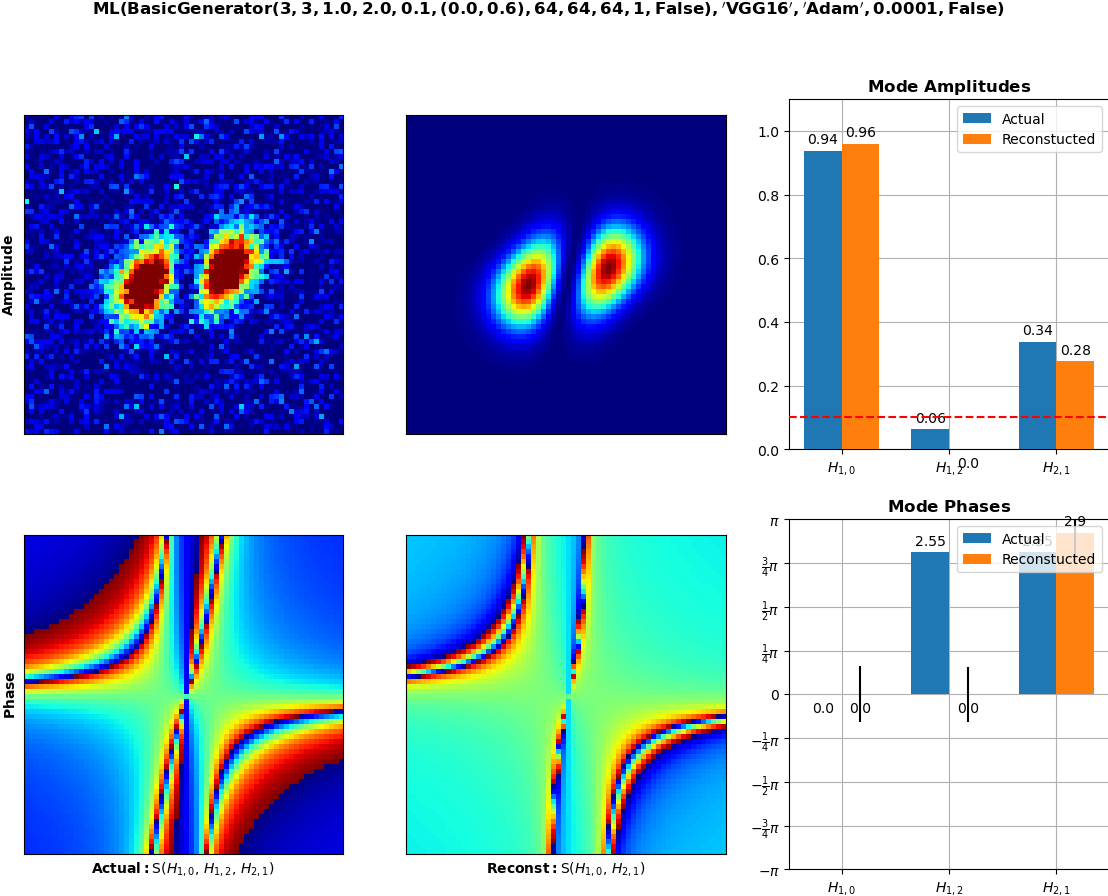 ML(BasicGenerator(3, 3, 1.0, 2.0, 0.1, (0.0, 0.6), 64, 64, 64, 1, False), ′VGG16′, ′Adam′, 0.0001, False)
Mode Amplitudes
Actual
Reconstucted
1.0
0.8
0.6
0.4
0.2
0.0
0.94
0.96
0.06
0.0
0.34
0.28
H₁,₀
H₁,₂
H₂,₁
Amplitude
Mode Phases
Actual
Reconstucted
π
¾π
½π
¼π
0
−¼π
−½π
−¾π
−π
0.0
0.0
2.55
0.0
2.9
H₁,₀
H₁,₂
H₂,₁
Phase
Actual: S(H₁,₀, H₁,₂, H₂,₁)
Reconst: S(H₁,₀, H₂,₁)